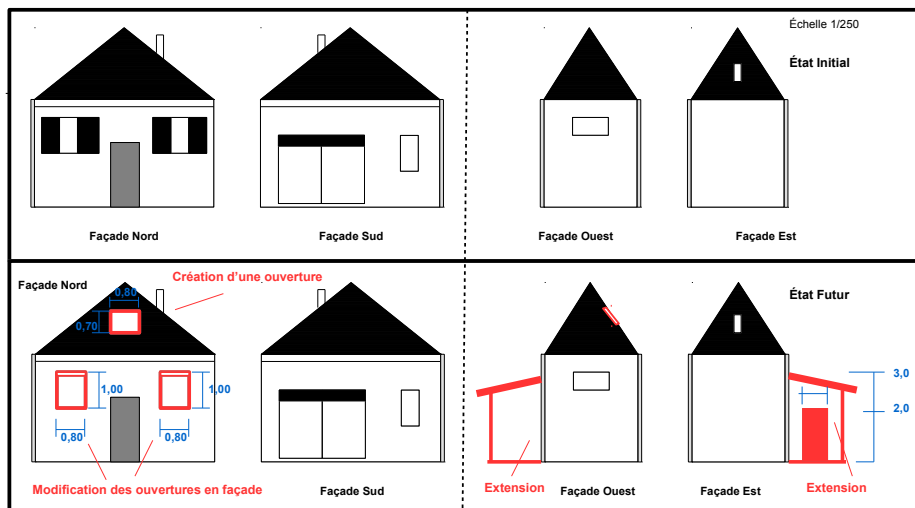 Échelle 1/250
État Initial
Façade Nord
Façade Sud
Façade Ouest
Façade Est
Façade Nord
Création d'une ouverture
État Futur
0,80
0,70
1,00
1,00
0,80
0,80
3,0
2,0
Modification des ouvertures en façade
Façade Sud
Extension
Façade Ouest
Façade Est
Extension